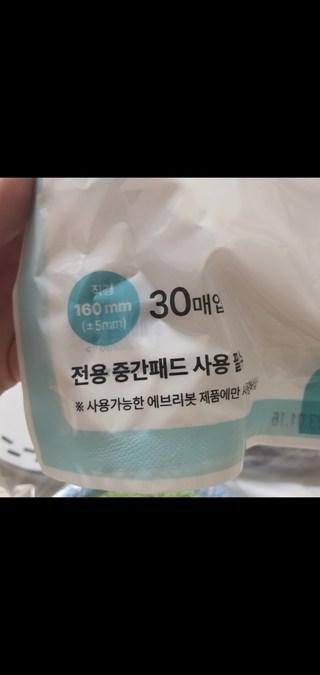 직경
160 mm
(±5mm)
30매입
전용 중간패드 사용
※ 사용가능한 에브리봇 제품에만